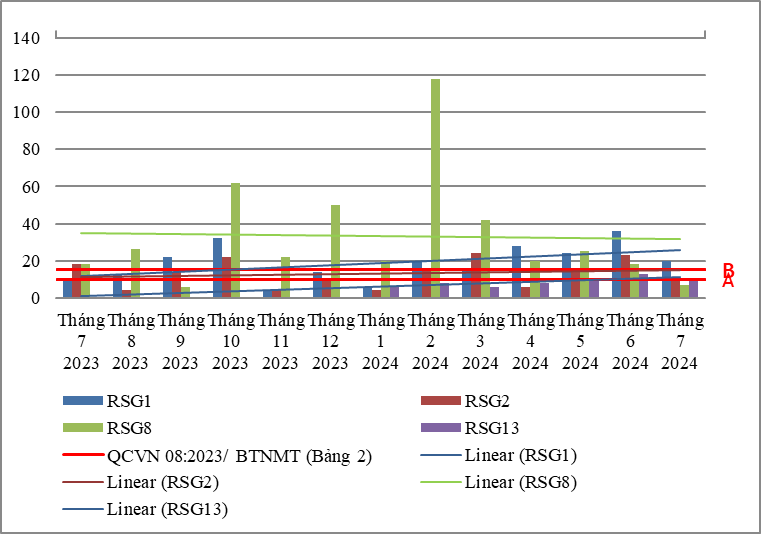 140
120
100
80
60
40
20
0
B
A
Tháng 7 2023
Tháng 8 2023
Tháng 9 2023
Tháng 10 2023
Tháng 11 2023
Tháng 12 2023
Tháng 1 2024
Tháng 2 2024
Tháng 3 2024
Tháng 4 2024
Tháng 5 2024
Tháng 6 2024
Tháng 7 2024
RSG1
RSG2
RSG8
RSG13
QCVN 08:2023/ BTNMT (Bảng 2)
Linear (RSG1)
Linear (RSG2)
Linear (RSG8)
Linear (RSG13)